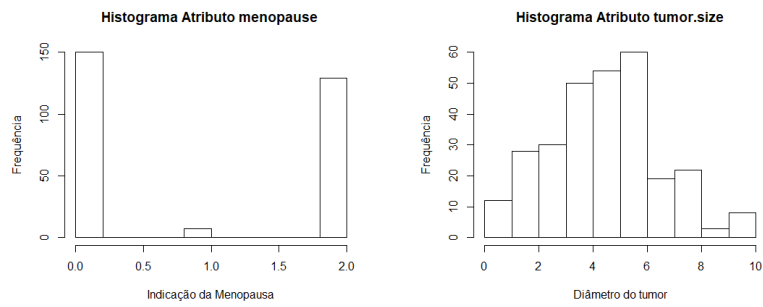 Histograma Atributo menopause
Frequência
0 50 100 150
0.0 0.5 1.0 1.5 2.0
Indicação da Menopausa
Histograma Atributo tumor.size
Frequência
0 10 20 30 40 50 60
0 2 4 6 8 10
Diâmetro do tumor